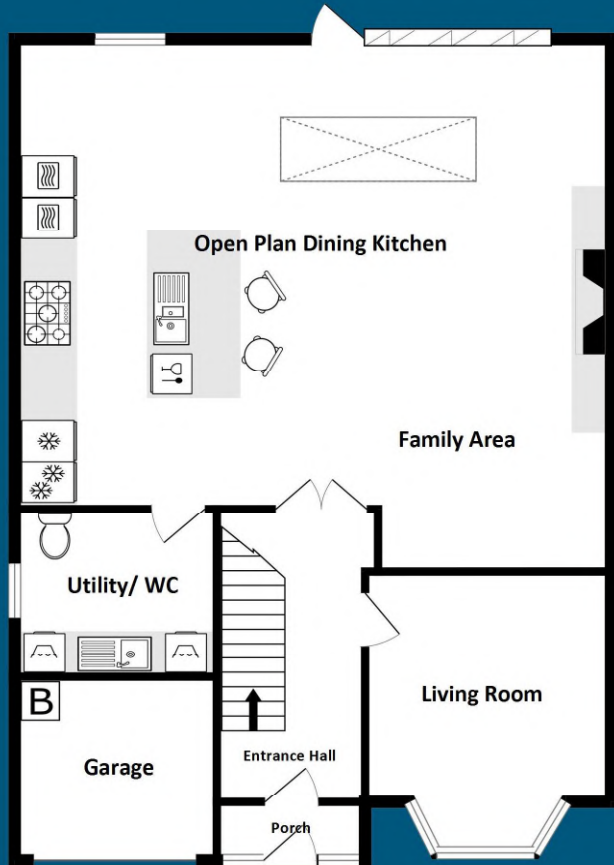 Open Plan Dining Kitchen
Family Area
Utility/ WC
B
Living Room
Entrance Hall
Garage
Porch